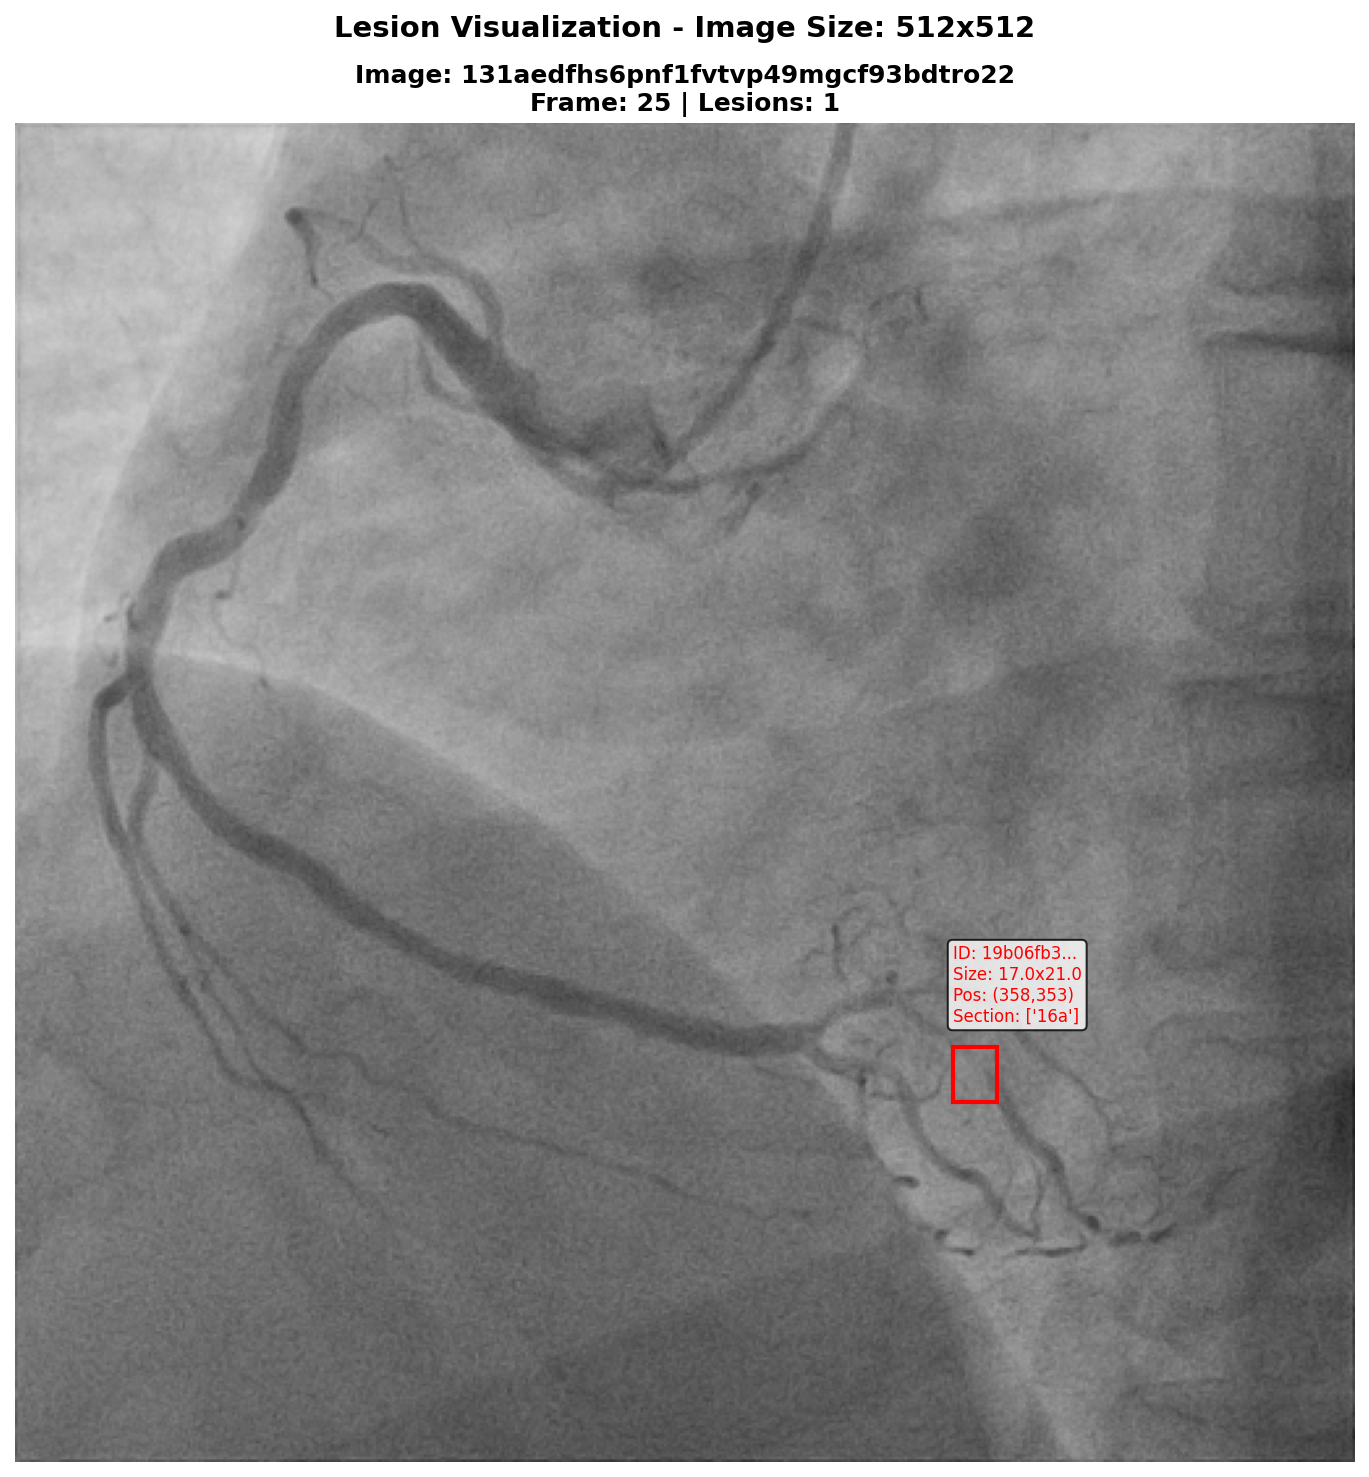 Lesion Visualization - Image Size: 512x512
Image: 131aedfhs6pnf1fvtvp49mgcf93bdtro22
Frame: 25 | Lesions: 1
ID: 19b06fb3...
Size: 17.0x21.0
Pos: (358,353)
Section: ['16a']